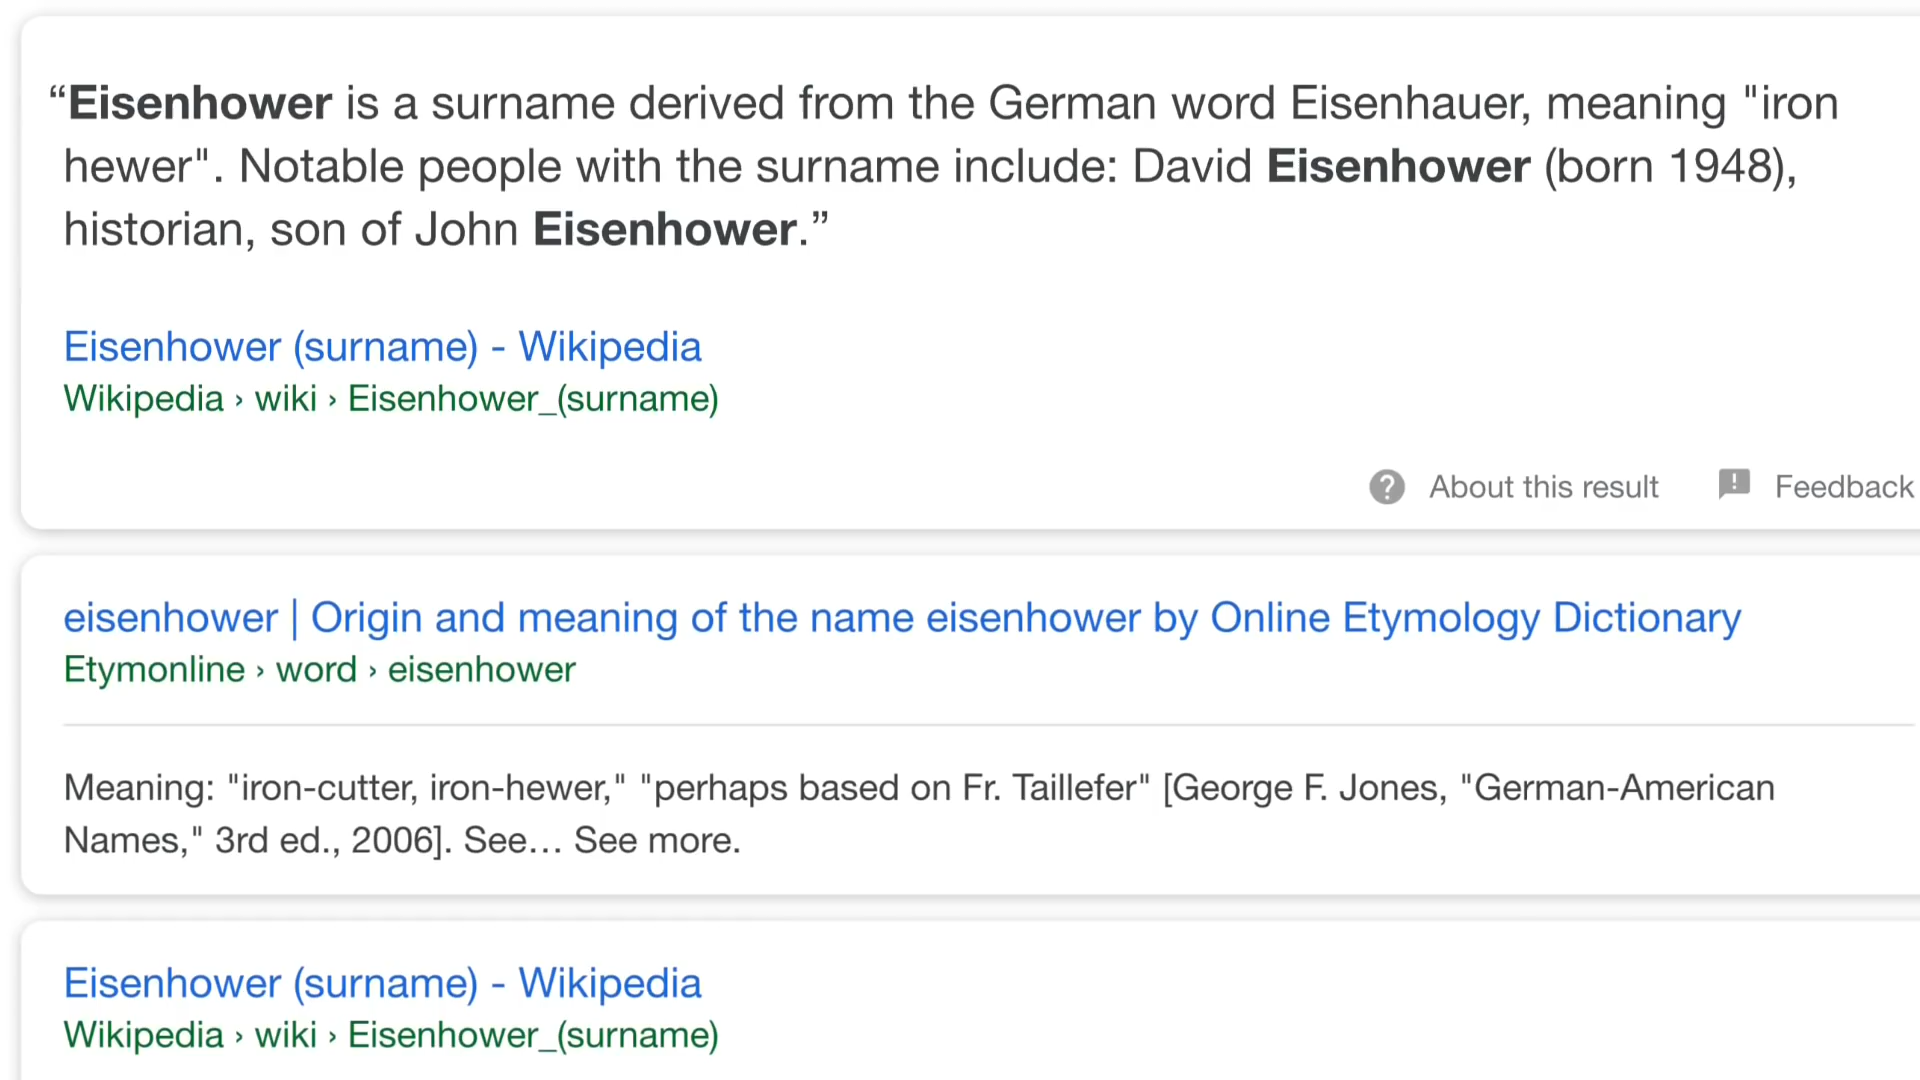 “Eisenhower is a surname derived from the German word Eisenhauer, meaning "iron
hewer". Notable people with the surname include: David Eisenhower (born 1948),
historian, son of John Eisenhower.”
Eisenhower (surname) - Wikipedia
Wikipedia › wiki › Eisenhower_(surname)
About this result Feedback
eisenhower | Origin and meaning of the name eisenhower by Online Etymology Dictionary
Etymonline › word › eisenhower
Meaning: "iron-cutter, iron-hewer," "perhaps based on Fr. Taillefer" [George F. Jones, "German-American
Names," 3rd ed., 2006]. See… See more.
Eisenhower (surname) - Wikipedia
Wikipedia › wiki › Eisenhower_(surname)